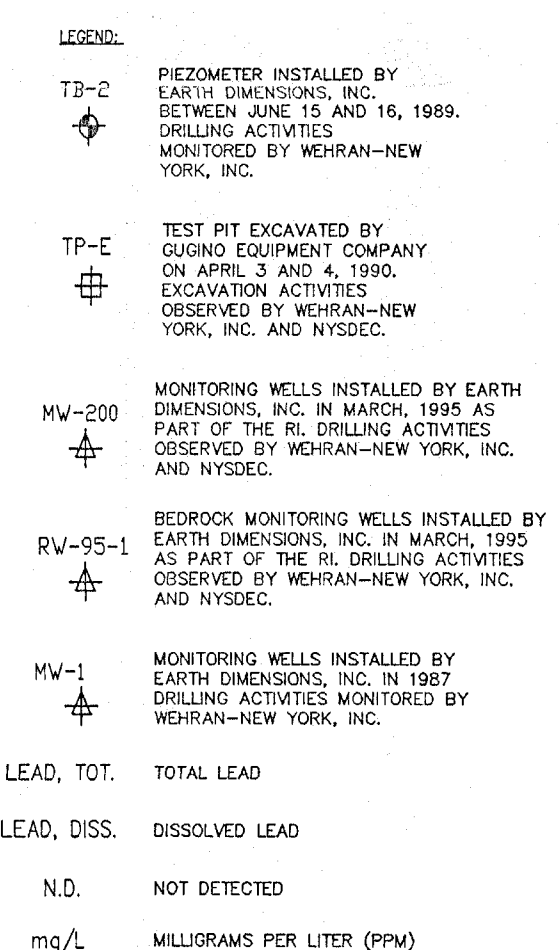 LEGEND:
TB-2
PIEZOMETER INSTALLED BY
EARTH DIMENSIONS, INC.
BETWEEN JUNE 15 AND 16, 1989.
DRILLING ACTIVITIES
MONITORED BY WEHRAN-NEW
YORK, INC.
TP-E
TEST PIT EXCAVATED BY
GUGINO EQUIPMENT COMPANY
ON APRIL 3 AND 4, 1990.
EXCAVATION ACTIVITIES
OBSERVED BY WEHRAN-NEW
YORK, INC. AND NYSDEC.
MW-200
MONITORING WELLS INSTALLED BY EARTH
DIMENSIONS, INC. IN MARCH, 1995 AS
PART OF THE RI. DRILLING ACTIVITIES
OBSERVED BY WEHRAN-NEW YORK, INC.
AND NYSDEC.
RW-95-1
BEDROCK MONITORING WELLS INSTALLED BY
EARTH DIMENSIONS, INC. IN MARCH, 1995
AS PART OF THE RI. DRILLING ACTIVITIES
OBSERVED BY WEHRAN-NEW YORK, INC.
AND NYSDEC.
MW-1
MONITORING WELLS INSTALLED BY
EARTH DIMENSIONS, INC. IN 1987
DRILLING ACTIVITIES MONITORED BY
WEHRAN-NEW YORK, INC.
LEAD, TOT. TOTAL LEAD
LEAD, DISS. DISSOLVED LEAD
N.D. NOT DETECTED
mg/L MILLIGRAMS PER LITER (PPM)